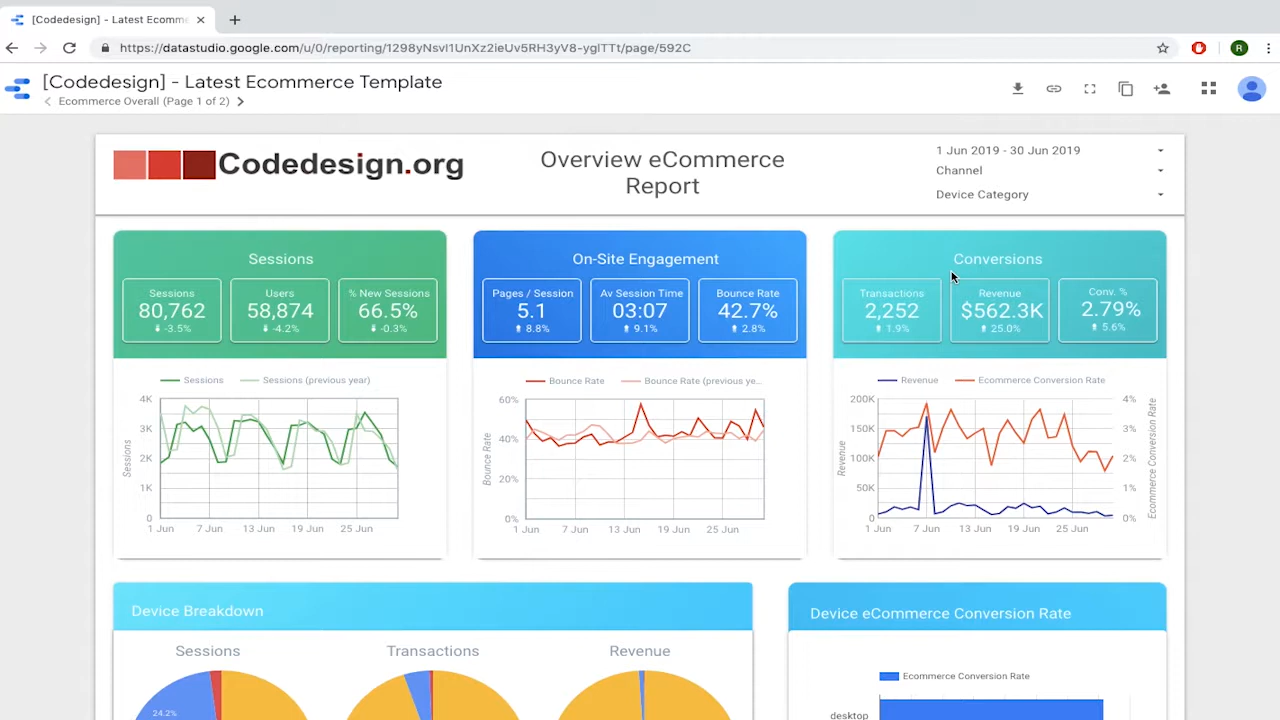 [Codedesign] - Latest Ecomme
https://datastudio.google.com/u/0/reporting/1298yNsvI1UnXz2ieUv5RH3yV8-yglTTt/page/592C
R
[Codedesign] - Latest Ecommerce Template
Ecommerce Overall (Page 1 of 2)
Codedesign.org
Overview eCommerce
Report
1 Jun 2019 - 30 Jun 2019
Channel
Device Category
Sessions
Sessions
80,762
-3.5%
Users
58,874
-4.2%
% New Sessions
66.5%
-0.3%
On-Site Engagement
Pages / Session
5.1
8.8%
Av Session Time
03:07
9.1%
Bounce Rate
42.7%
2.8%
Conversions
Transactions
2,252
1.9%
Revenue
$562.3K
25.0%
Conv. %
2.79%
5.6%
Sessions
Sessions (previous year)
4K
3K
2K
1K
0
Sessions
1 Jun
7 Jun
13 Jun
19 Jun
25 Jun
Bounce Rate
Bounce Rate (previous ye...
60%
40%
20%
0%
Bounce Rate
1 Jun
7 Jun
13 Jun
19 Jun
25 Jun
Revenue
Ecommerce Conversion Rate
200K
150K
100K
50K
0
Revenue
4%
3%
2%
1%
0%
Ecommerce Conversion Rate
1 Jun
7 Jun
13 Jun
19 Jun
25 Jun
Device Breakdown
Sessions
Transactions
Revenue
24.2%
Device eCommerce Conversion Rate
Ecommerce Conversion Rate
desktop